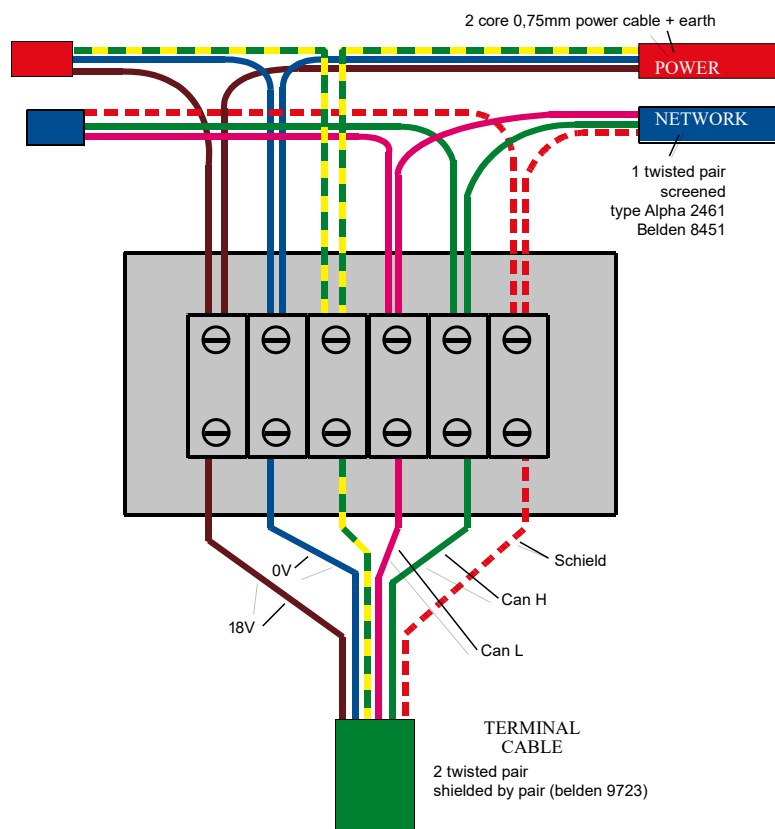 2 core 0,75mm power cable + earth
POWER
NETWORK
1 twisted pair
screened
type Alpha 2461
Belden 8451
Schield
0V
Can H
18V
Can L
TERMINAL
CABLE
2 twisted pair
shielded by pair (belden 9723)